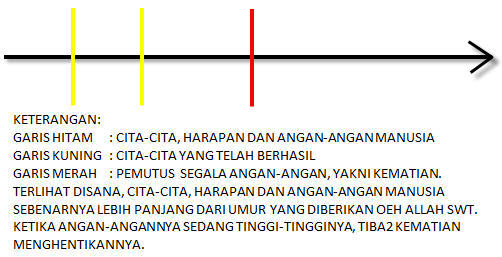 KETERANGAN:
GARIS HITAM : CITA-CITA, HARAPAN DAN ANGAN-ANGAN MANUSIA
GARIS KUNING : CITA-CITA YANG TELAH BERHASIL
GARIS MERAH : PEMUTUS SEGALA ANGAN-ANGAN, YAKNI KEMATIAN.
TERLIHAT DISANA, CITA-CITA, HARAPAN DAN ANGAN-ANGAN MANUSIA
SEBENARNYA LEBIH PANJANG DARI UMUR YANG DIBERIKAN OEH ALLAH SWT.
KETIKA ANGAN-ANGANNYA SEDANG TINGGI-TINGGINYA, TIBA2 KEMATIAN
MENGHENTIKANNYA.